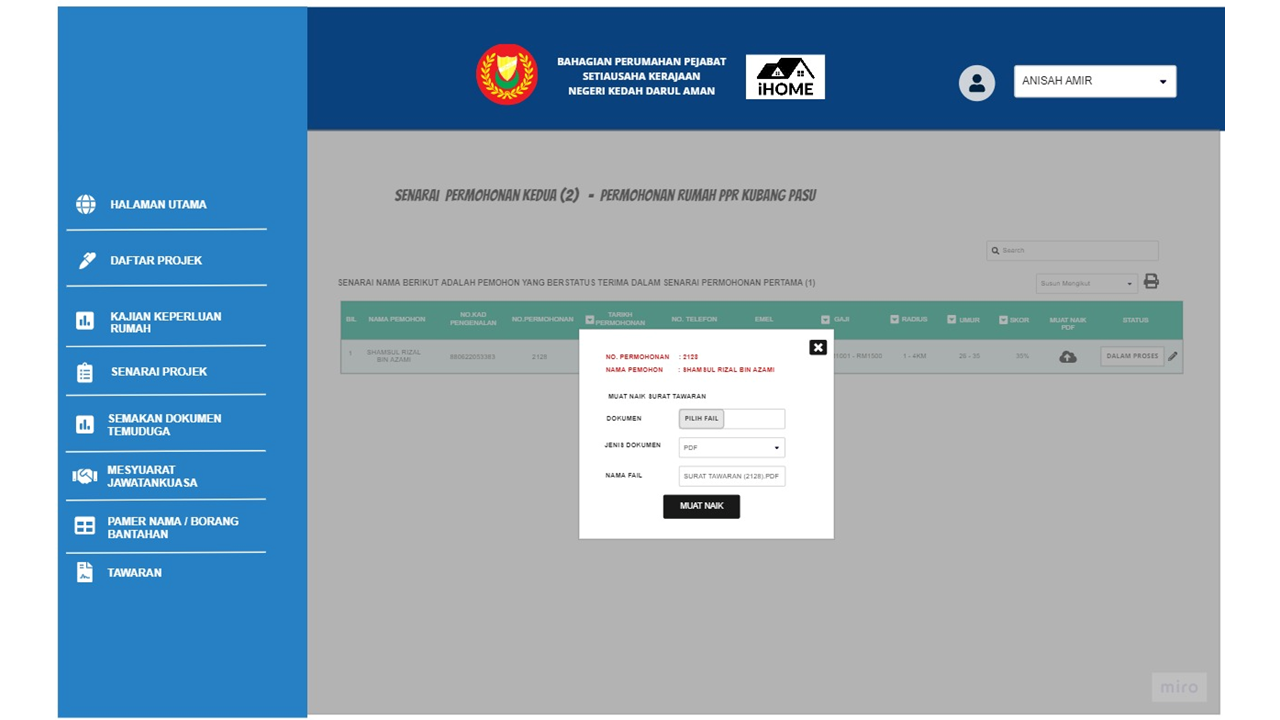 BAHAGIAN PERUMAHAN PEJABAT
SETIAUSAHA KERAJAAN
NEGERI KEDAH DARUL AMAN
iHOME
ANISAH AMIR
HALAMAN UTAMA
DAFTAR PROJEK
KAJIAN KEPERLUAN
RUMAH
SENARAI PROJEK
SEMAKAN DOKUMEN
TEMUDUGA
MESYUARAT
JAWATANKUASA
PAMER NAMA / BORANG
BANTAHAN
TAWARAN
SENARAI PERMOHONAN KEDUA (2) - PERMOHONAN RUMAH PPR KUBANG PASU
Search
SENARAI NAMA BERIKUT ADALAH PEMOHON YANG BERSTATUS TERIMA DALAM SENARAI PERMOHONAN PERTAMA (1)
Susun Mengikut
BIL NAMA PEMOHON NO.KAD PENGENALAN NO.PERMOHONAN TARIKH PERMOHONAN NO. TELEFON EMEL GAJI RADIUS UMUR SKOR MUAT NAIK PDF STATUS
1 SHAMSUL RIZAL BIN AZAMI 2128 - RM1500 1 - 4KM 26 - 35 DALAM PROSES
NO. PERMOHONAN : 2128
NAMA PEMOHON : SHAMSUL RIZAL BIN AZAMI
MUAT NAIK SURAT TAWARAN
DOKUMEN PILIH FAIL
JENIS DOKUMEN PDF
NAMA FAIL SURAT TAWARAN (2128).PDF
MUAT NAIK
miro